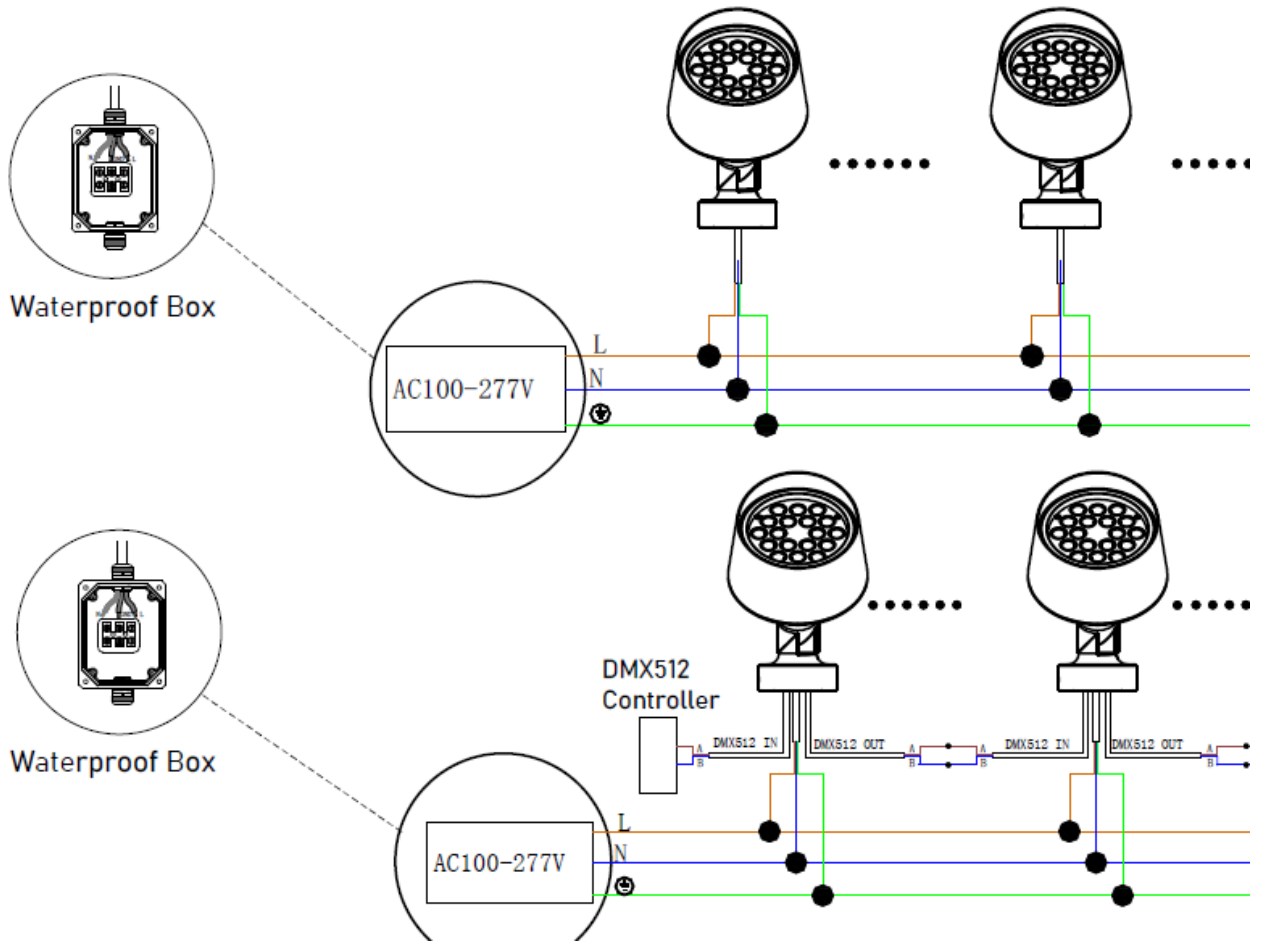 Waterproof Box
L
AC100-277V
N
Waterproof Box
DMX512
Controller
A
B
DMX512 IN
DMX512 OUT
A
B
A
B
DMX512 IN
DMX512 OUT
A
B
L
AC100-277V
N